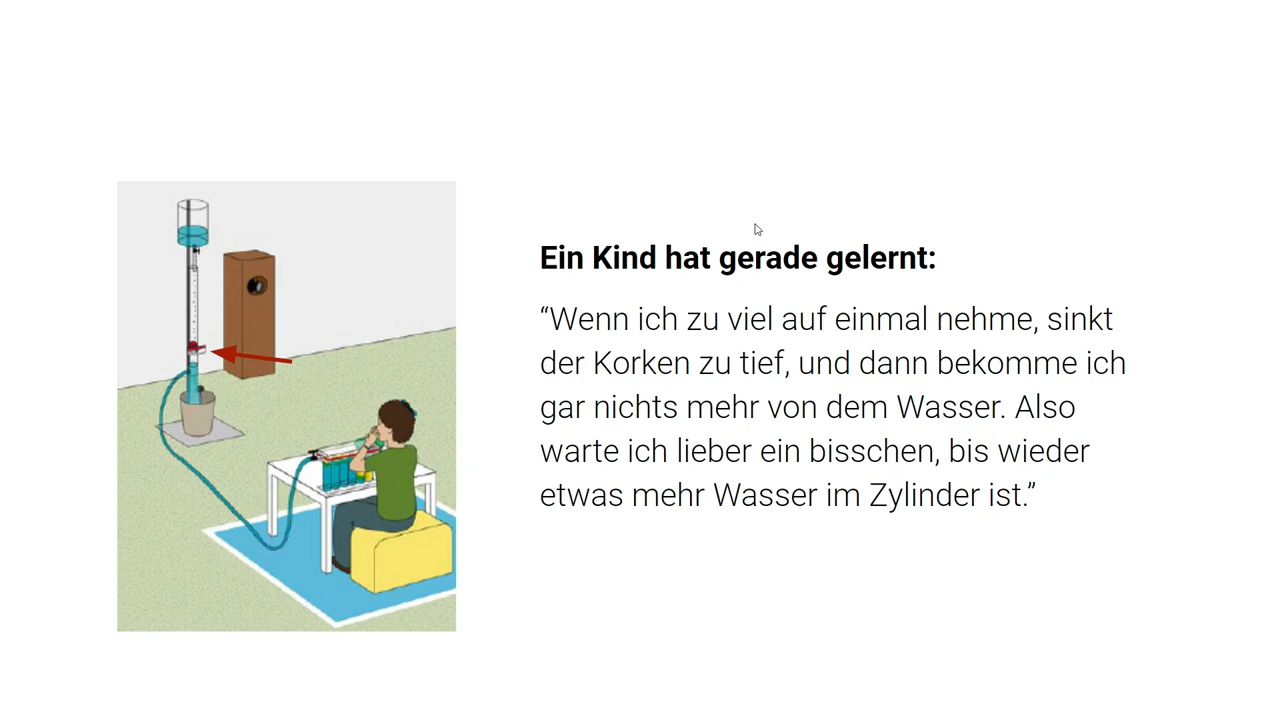 Ein Kind hat gerade gelernt:
“Wenn ich zu viel auf einmal nehme, sinkt
der Korken zu tief, und dann bekomme ich
gar nichts mehr von dem Wasser. Also
warte ich lieber ein bisschen, bis wieder
etwas mehr Wasser im Zylinder ist.”